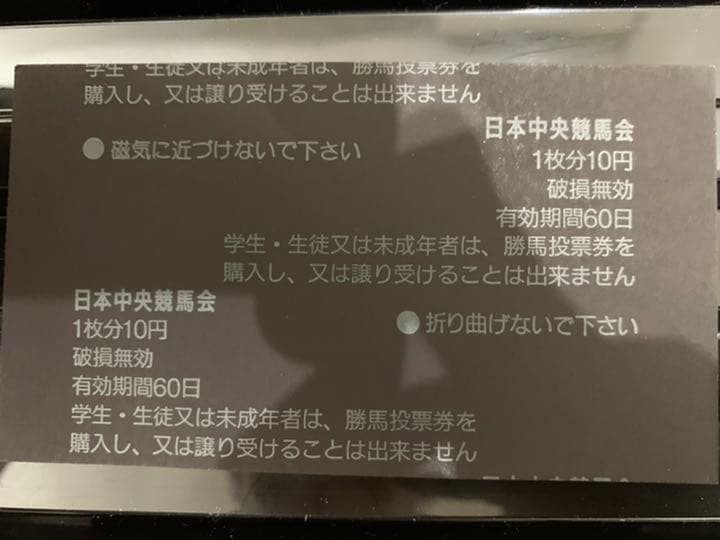 学生・生徒又は未成年者は、勝馬投票券を
購入し、又は譲り受けることは出来ません
● 磁気に近づけないで下さい
日本中央競馬会
1枚分10円
破損無効
有効期間60日
学生・生徒又は未成年者は、勝馬投票券を
購入し、又は譲り受けることは出来ません
● 折り曲げないで下さい
日本中央競馬会
1枚分10円
破損無効
有効期間60日
学生・生徒又は未成年者は、勝馬投票券を
購入し、又は譲り受けることは出来ません